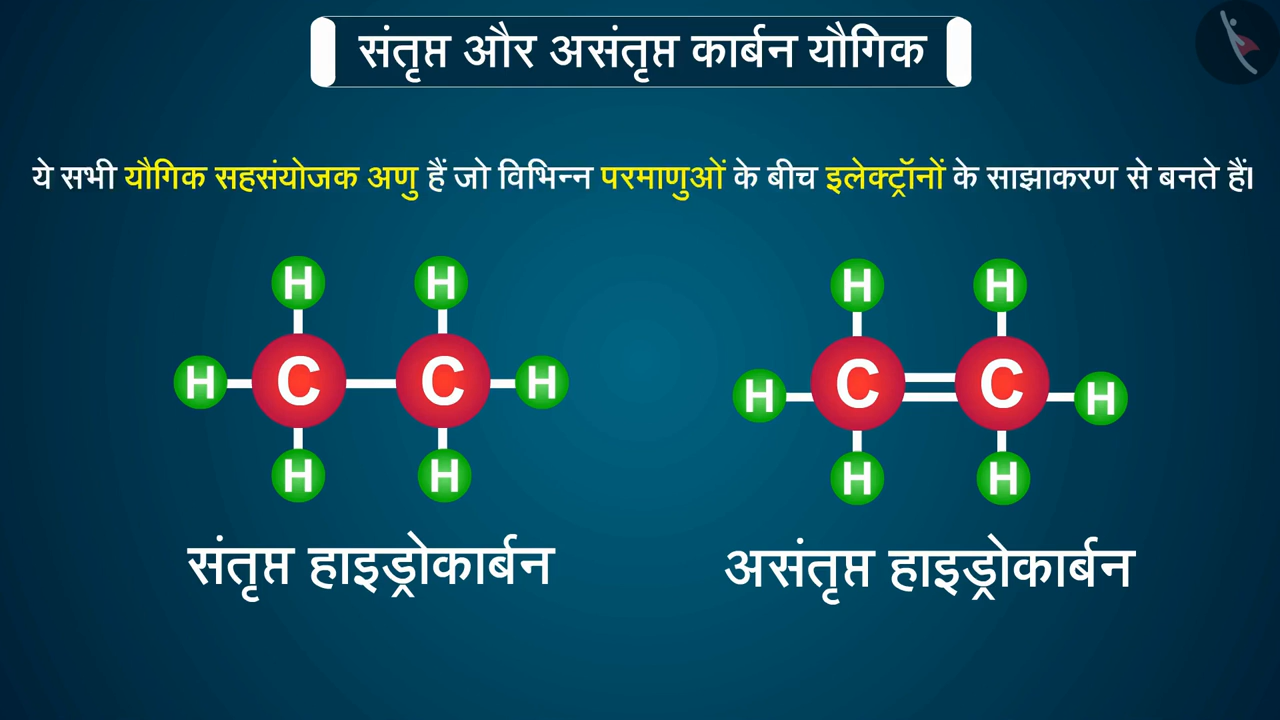 संतृप्त और असंतृप्त कार्बन यौगिक
ये सभी यौगिक सहसंयोजक अणु हैं जो विभिन्न परमाणुओं के बीच इलेक्ट्रॉनों के साझाकरण से बनते हैं।
H H H H
H C C H H C C H
H H H H
संतृप्त हाइड्रोकार्बन असंतृप्त हाइड्रोकार्बन